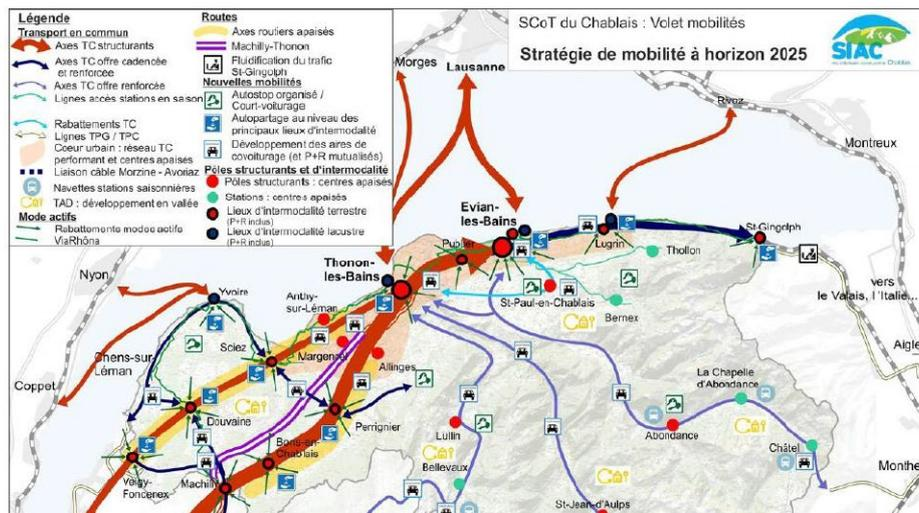 Légende
Transport en commun
Axes TC structurants
Axes TC offre cadencée
et renforcée
Axes TC offre renforcée
Lignes accès stations en saison
Rabattements TC
Lignes TPG / TPC
Coeur urbain : réseau TC
performant et centres apaisés
Liaison câble Morzine - Avoriaz
Navettes stations saisonnières
TAD : développement en vallée
Mode actifs
Rabattements modes actifs
ViaRhôna
Routes
Axes routiers apaisés
Machilly-Thonon
Fluidification du trafic
St-Gingolph
Nouvelles mobilités
Autostop organisé /
Court-voiturage
Autopartage au niveau des
principaux lieux d'intermodalité
Développement des aires de
covoiturage (et P+R mutualisés)
Pôles structurants et d'intermodalité
Pôles structurants : centres apaisés
Stations : centres apaisés
Lieux d'intermodalité terrestre
(P+R inclus)
Lieux d'intermodalité lacustre
(P+R inclus)
SCoT du Chablais : Volet mobilités
Stratégie de mobilité à horizon 2025
SIAC
Morges
Lausanne
Rivaz
Montreux
Evian-
les-Bains
Publier
Lugrin
St-Gingolph
Thollon
Thonon-
les-Bains
St-Paul-en-Chablais
Bernex
vers
le Valais, l'Italie...
Nyon
Yvoire
Anthy-
sur-Léman
Aigle
Chens-sur-
Léman
Sciez
Margencel
Allinges
Coppet
La Chapelle
d'Abondance
Douvaine
Perrignier
Lullin
Abondance
Châtel
Bons-en-
Chablais
Bellevaux
Veigy-
Foncenex
Machilly
St-Jean-d'Aulps
Monthe